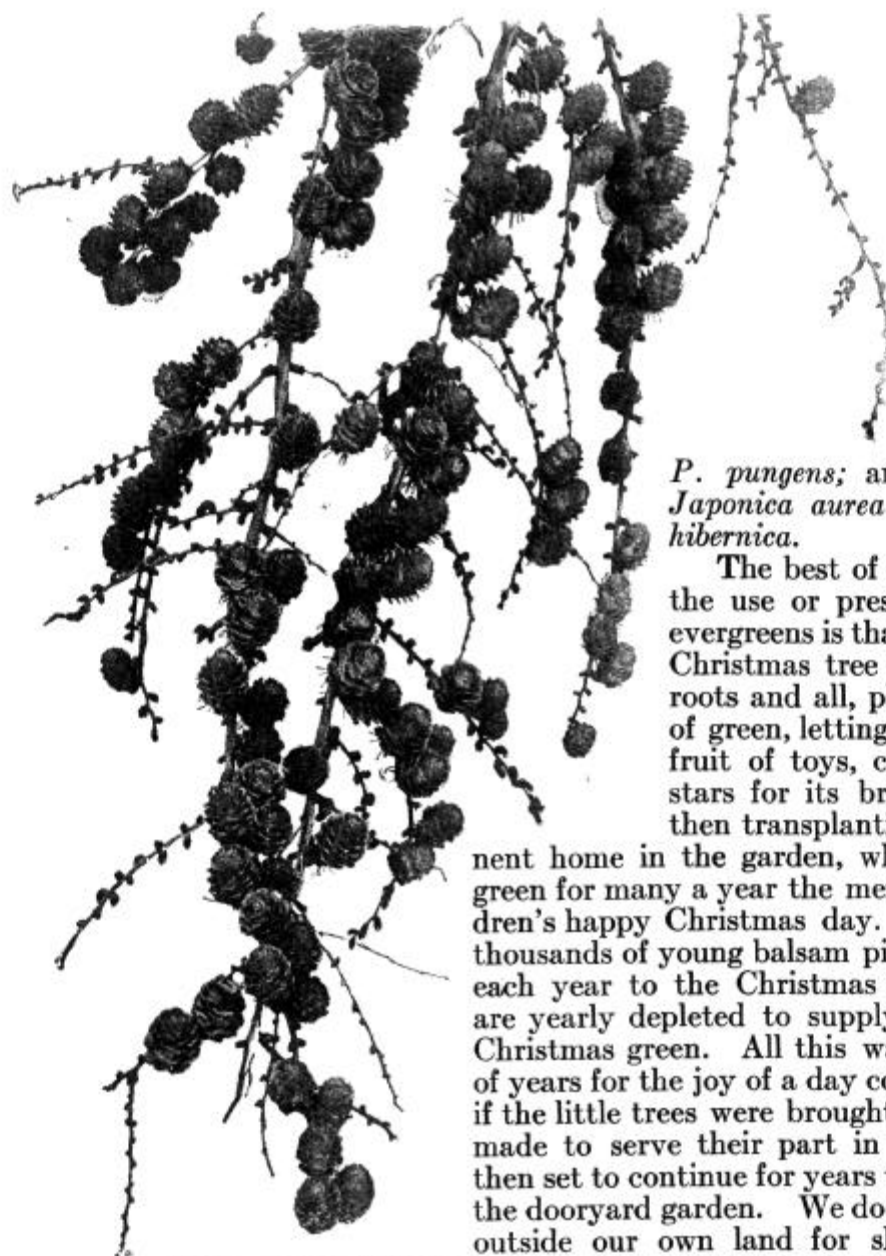 P. pungens; an
Japonica aurea
hibernica.
The best of
the use or pres
evergreens is tha
Christmas tree
roots and all, p
of green, letting
fruit of toys, c
stars for its br
then transplant
nent home in the garden, wh
green for many a year the me
dren's happy Christmas day.
thousands of young balsam pi
each year to the Christmas
are yearly depleted to supply
Christmas green. All this w
of years for the joy of a day c
if the little trees were brought
made to serve their part in
then set to continue for years
the dooryard garden. We do
outside our own land for s